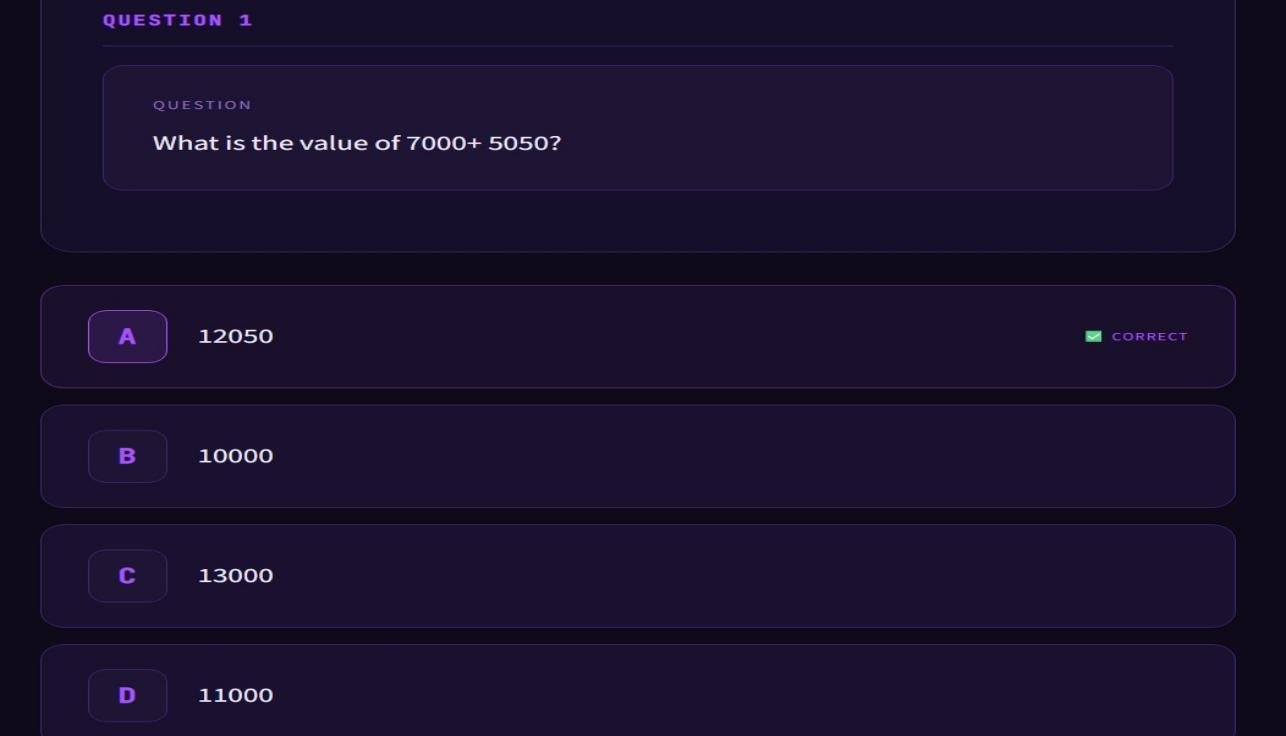 QUESTION 1
QUESTION
What is the value of 7000+ 5050?
A 12050 ✅ CORRECT
B 10000
C 13000
D 11000